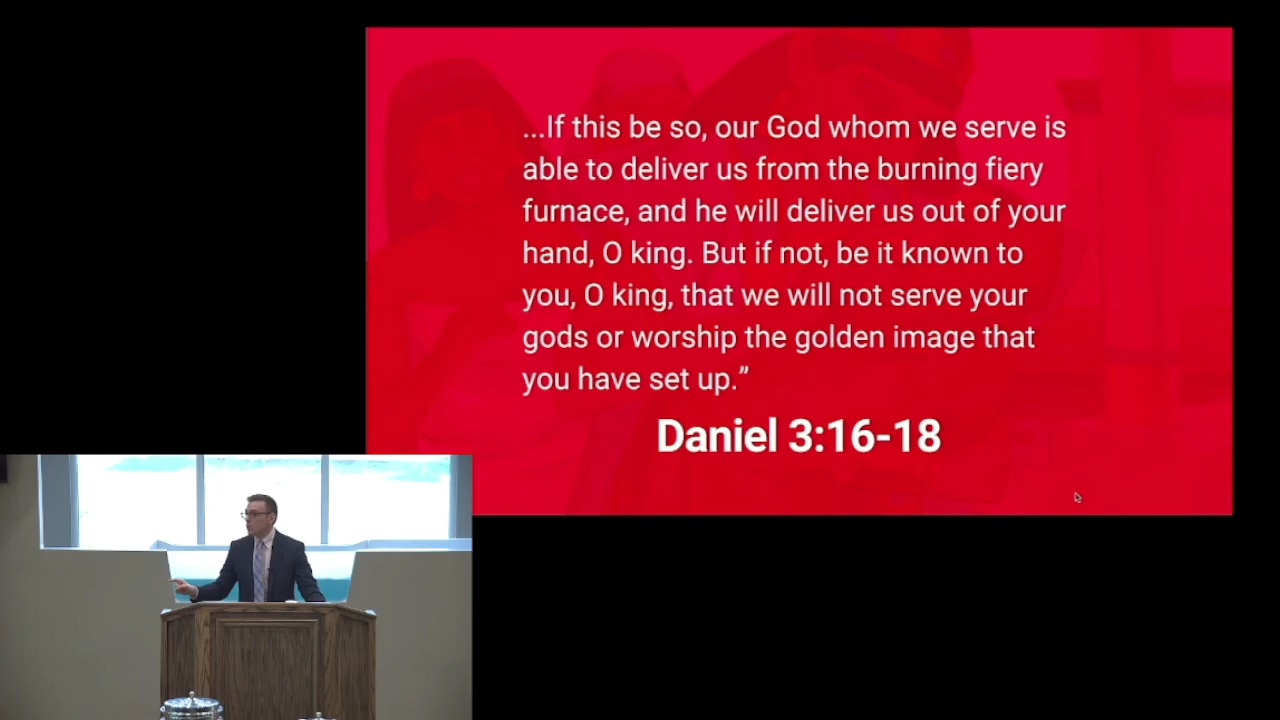 ...If this be so, our God whom we serve is
able to deliver us from the burning fiery
furnace, and he will deliver us out of your
hand, O king. But if not, be it known to
you, O king, that we will not serve your
gods or worship the golden image that
you have set up.”
Daniel 3:16-18